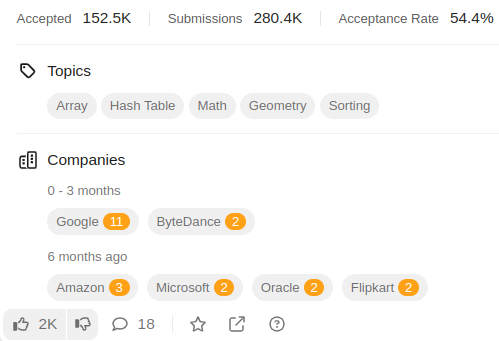 Accepted 152.5K Submissions 280.4K Acceptance Rate 54.4%
Topics
Array Hash Table Math Geometry Sorting
Companies
0 - 3 months
Google 11 ByteDance 2
6 months ago
Amazon 3 Microsoft 2 Oracle 2 Flipkart 2
2K 18